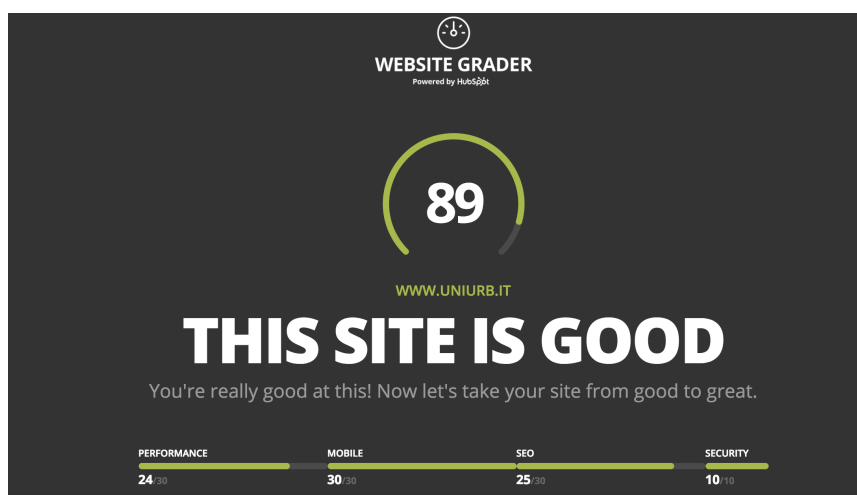 WEBSITE GRADER
Powered by HubSpot
89
WWW.UNIURB.IT
THIS SITE IS GOOD
You're really good at this! Now let's take your site from good to great.
PERFORMANCE MOBILE SEO SECURITY
24/30 30/30 25/30 10/10